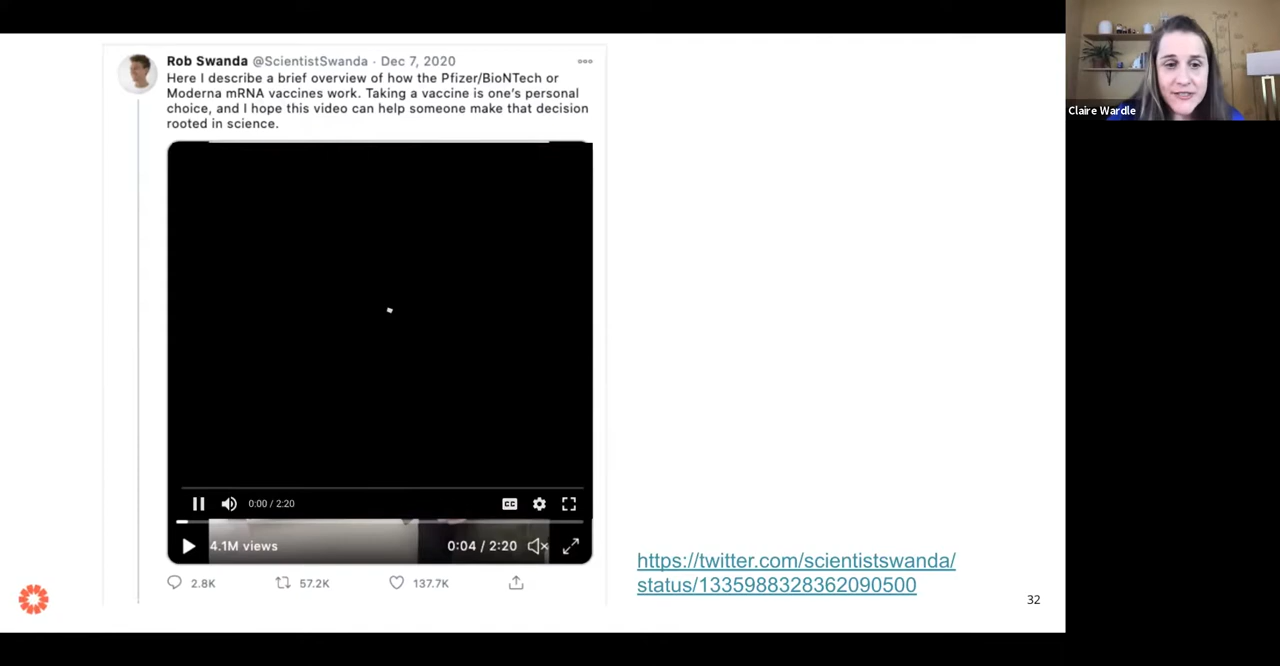 Rob Swanda @ScientistSwanda · Dec 7, 2020
Here I describe a brief overview of how the Pfizer/BioNTech or
Moderna mRNA vaccines work. Taking a vaccine is one's personal
choice, and I hope this video can help someone make that decision
rooted in science.
0:00 / 2:20
CC
4.1M views
0:04 / 2:20
2.8K
57.2K
137.7K
https://twitter.com/scientistswanda/
status/1335988328362090500
32
Claire Wardle